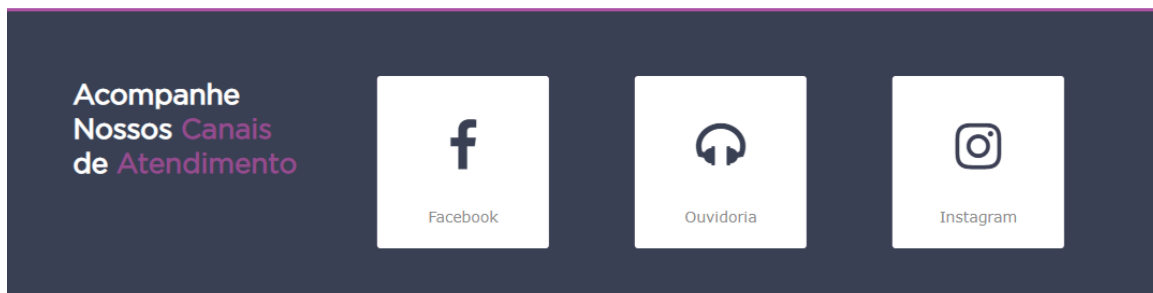 Acompanhe
Nossos Canais
de Atendimento
Facebook
Ouvidoria
Instagram